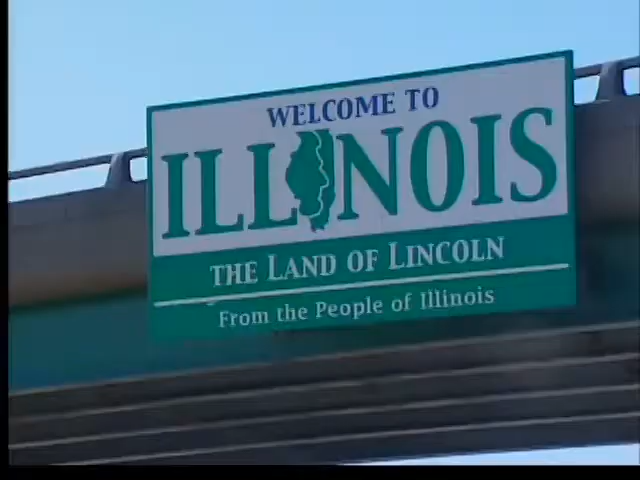 WELCOME TO
ILLINOIS
THE LAND OF LINCOLN
From the People of Illinois